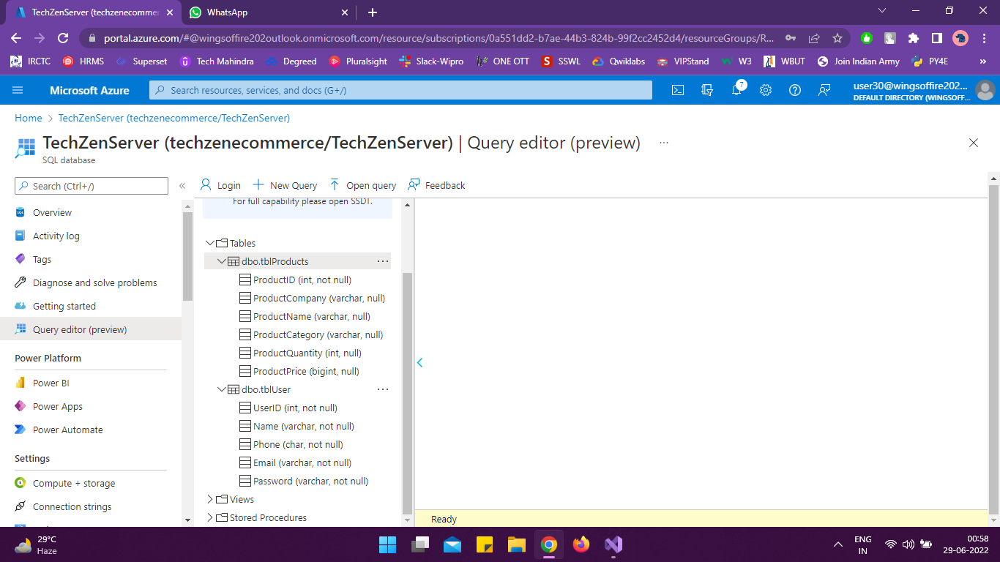 TechZenServer (techzenecommer
WhatsApp
portal.azure.com/#@wingsoffire202outlook.onmicrosoft.com/resource/subscriptions/0a551dd2-b7ae-44b3-824b-99f2cc2452d4/resourceGroups/R...
IRCTC HRMS Superset Tech Mahindra Degreed Pluralsight Slack-Wipro ONE OTT SSWL Qwiklabs VIPStand W3 WBUT Join Indian Army PY4E »
Microsoft Azure
Search resources, services, and docs (G+/)
7
user30@wingsoffire202...
DEFAULT DIRECTORY (WINGSOFF...
Home > TechZenServer (techzenecommerce/TechZenServer)
TechZenServer (techzenecommerce/TechZenServer) | Query editor (preview) ...
SQL database
Search (Ctrl+/) «
Overview
Activity log
Tags
Diagnose and solve problems
Getting started
Query editor (preview)
Power Platform
Power BI
Power Apps
Power Automate
Settings
Compute + storage
Connection strings
Login New Query Open query Feedback
For full capability please open SSDT.
Tables
dbo.tblProducts ...
ProductID (int, not null)
ProductCompany (varchar, null)
ProductName (varchar, null)
ProductCategory (varchar, null)
ProductQuantity (int, null)
ProductPrice (bigint, null)
dbo.tblUser ...
UserID (int, not null)
Name (varchar, not null)
Phone (char, not null)
Email (varchar, not null)
Password (varchar, not null)
Views
Stored Procedures
Ready
29°C
Haze
ENG
IN
00:58
29-06-2022